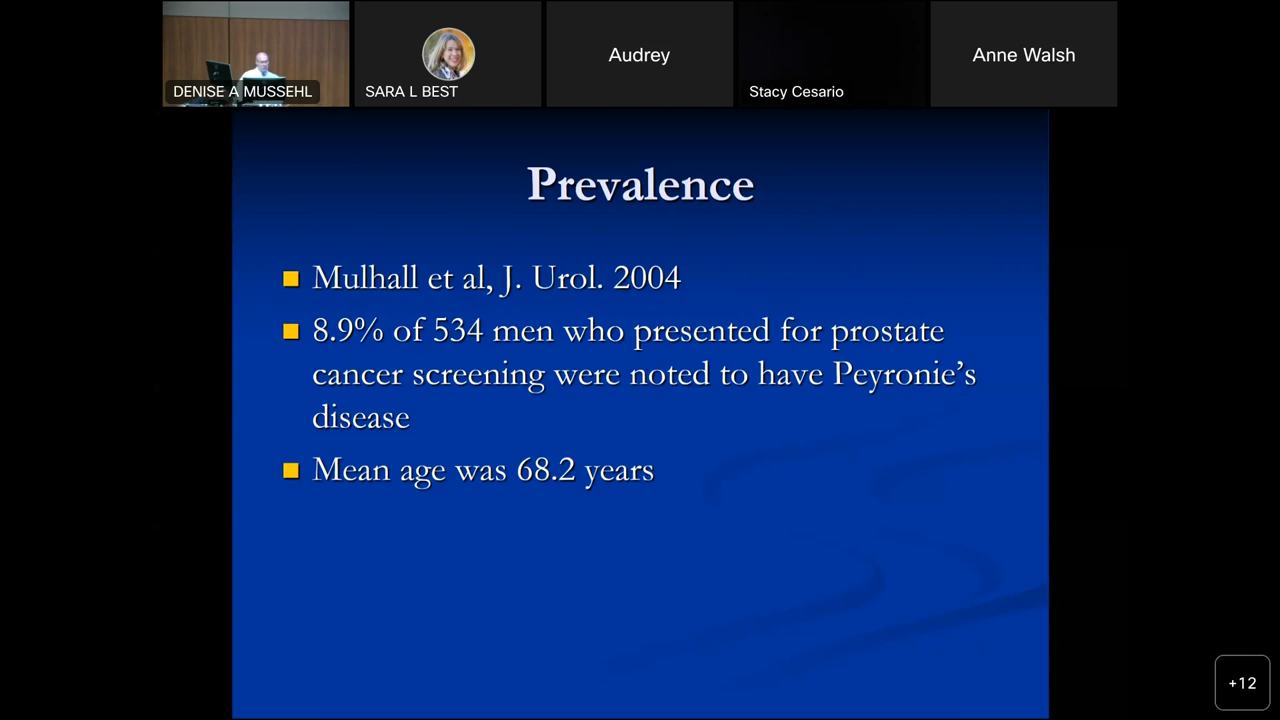 DENISE A MUSSEHL
SARA L BEST
Audrey
Stacy Cesario
Anne Walsh
Prevalence
Mulhall et al, J. Urol. 2004
8.9% of 534 men who presented for prostate
cancer screening were noted to have Peyronie’s
disease
Mean age was 68.2 years
+12